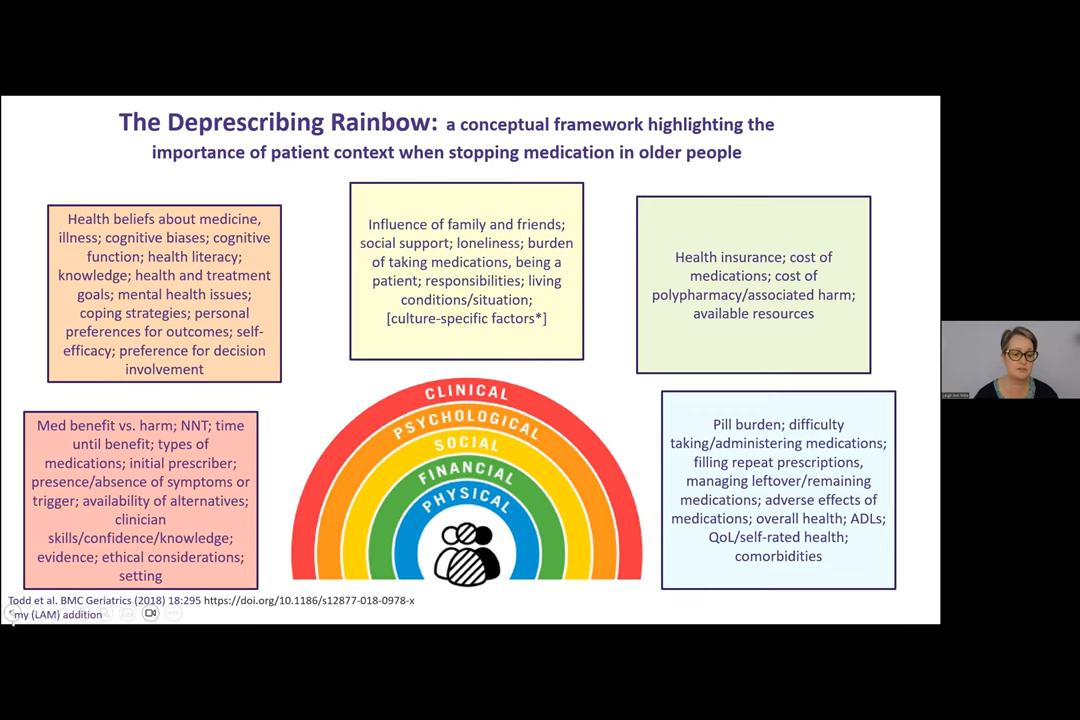 The Deprescribing Rainbow: a conceptual framework highlighting the
importance of patient context when stopping medication in older people
Health beliefs about medicine,
illness; cognitive biases; cognitive
function; health literacy;
knowledge; health and treatment
goals; mental health issues;
coping strategies; personal
preferences for outcomes; self-
efficacy; preference for decision
involvement
Influence of family and friends;
social support; loneliness; burden
of taking medications, being a
patient; responsibilities; living
conditions/situation;
[culture-specific factors*]
Health insurance; cost of
medications; cost of
polypharmacy/associated harm;
available resources
Med benefit vs. harm; NNT; time
until benefit; types of
medications; initial prescriber;
presence/absence of symptoms or
trigger; availability of alternatives;
clinician
skills/confidence/knowledge;
evidence; ethical considerations;
setting
CLINICAL
PSYCHOLOGICAL
SOCIAL
FINANCIAL
PHYSICAL
Pill burden; difficulty
taking/administering medications;
filling repeat prescriptions,
managing leftover/remaining
medications; adverse effects of
medications; overall health; ADLs;
QoL/self-rated health;
comorbidities
Todd et al. BMC Geriatrics (2018) 18:295 https://doi.org/10.1186/s12877-018-0978-x
my (LAM) addition